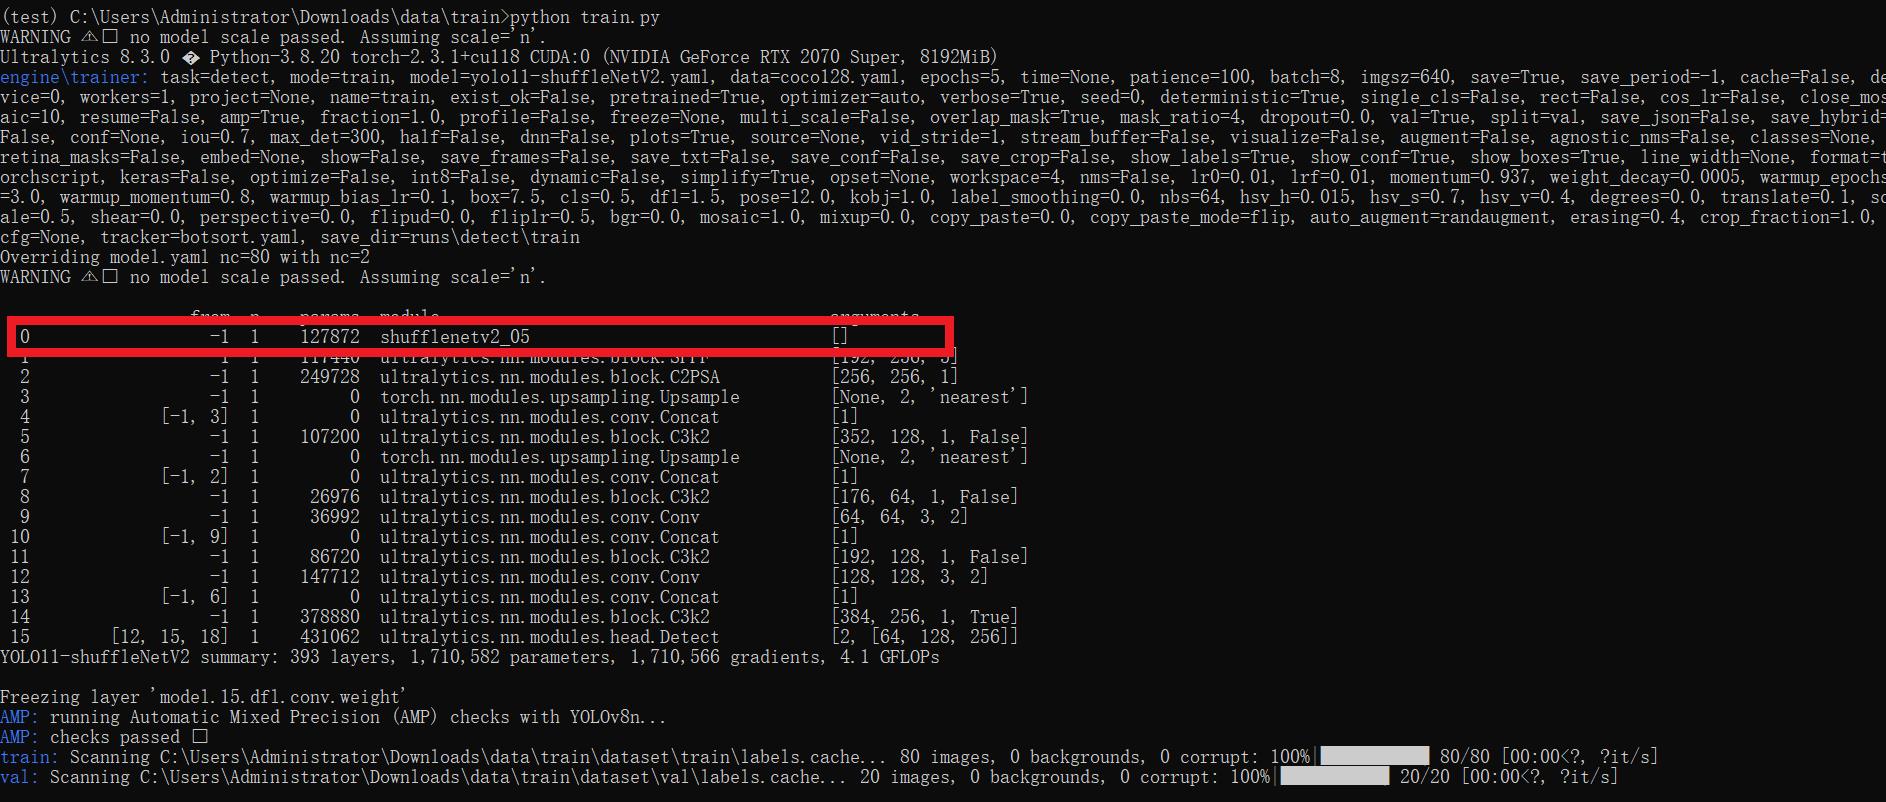 (test) C:\Users\Administrator\Downloads\data\train>python train.py
WARNING ⚠□ no model scale passed. Assuming scale='n'.
Ultralytics 8.3.0 � Python-3.8.20 torch-2.3.1+cu118 CUDA:0 (NVIDIA GeForce RTX 2070 Super, 8192MiB)
engine\trainer: task=detect, mode=train, model=yolo11-shuffleNetV2.yaml, data=coco128.yaml, epochs=5, time=None, patience=100, batch=8, imgsz=640, save=True, save_period=-1, cache=False, de
vice=0, workers=1, project=None, name=train, exist_ok=False, pretrained=True, optimizer=auto, verbose=True, seed=0, deterministic=True, single_cls=False, rect=False, cos_lr=False, close_mos
aic=10, resume=False, amp=True, fraction=1.0, profile=False, freeze=None, multi_scale=False, overlap_mask=True, mask_ratio=4, dropout=0.0, val=True, split=val, save_json=False, save_hybrid=
False, conf=None, iou=0.7, max_det=300, half=False, dnn=False, plots=True, source=None, vid_stride=1, stream_buffer=False, visualize=False, augment=False, agnostic_nms=False, classes=None,
retina_masks=False, embed=None, show=False, save_frames=False, save_txt=False, save_conf=False, save_crop=False, show_labels=True, show_conf=True, show_boxes=True, line_width=None, format=t
orchscript, keras=False, optimize=False, int8=False, dynamic=False, simplify=True, opset=None, workspace=4, nms=False, lr0=0.01, lrf=0.01, momentum=0.937, weight_decay=0.0005, warmup_epochs
=3.0, warmup_momentum=0.8, warmup_bias_lr=0.1, box=7.5, cls=0.5, dfl=1.5, pose=12.0, kobj=1.0, label_smoothing=0.0, nbs=64, hsv_h=0.015, hsv_s=0.7, hsv_v=0.4, degrees=0.0, translate=0.1, sc
ale=0.5, shear=0.0, perspective=0.0, flipud=0.0, fliplr=0.5, bgr=0.0, mosaic=1.0, mixup=0.0, copy_paste=0.0, copy_paste_mode=flip, auto_augment=randaugment, erasing=0.4, crop_fraction=1.0,
cfg=None, tracker=botsort.yaml, save_dir=runs\detect\train
Overriding model.yaml nc=80 with nc=2
WARNING ⚠□ no model scale passed. Assuming scale='n'.
from n params module arguments
0 -1 1 127872 shufflenetv2_05 []
1 -1 1 117440 ultralytics.nn.modules.block.SPPF [192, 256, 5]
2 -1 1 249728 ultralytics.nn.modules.block.C2PSA [256, 256, 1]
3 -1 1 0 torch.nn.modules.upsampling.Upsample [None, 2, 'nearest']
4 [-1, 3] 1 0 ultralytics.nn.modules.conv.Concat [1]
5 -1 1 107200 ultralytics.nn.modules.block.C3k2 [352, 128, 1, False]
6 -1 1 0 torch.nn.modules.upsampling.Upsample [None, 2, 'nearest']
7 [-1, 2] 1 0 ultralytics.nn.modules.conv.Concat [1]
8 -1 1 26976 ultralytics.nn.modules.block.C3k2 [176, 64, 1, False]
9 -1 1 36992 ultralytics.nn.modules.conv.Conv [64, 64, 3, 2]
10 [-1, 9] 1 0 ultralytics.nn.modules.conv.Concat [1]
11 -1 1 86720 ultralytics.nn.modules.block.C3k2 [192, 128, 1, False]
12 -1 1 147712 ultralytics.nn.modules.conv.Conv [128, 128, 3, 2]
13 [-1, 6] 1 0 ultralytics.nn.modules.conv.Concat [1]
14 -1 1 378880 ultralytics.nn.modules.block.C3k2 [384, 256, 1, True]
15 [12, 15, 18] 1 431062 ultralytics.nn.modules.head.Detect [2, [64, 128, 256]]
YOLO11-shuffleNetV2 summary: 393 layers, 1,710,582 parameters, 1,710,566 gradients, 4.1 GFLOPs
Freezing layer 'model.15.dfl.conv.weight'
AMP: running Automatic Mixed Precision (AMP) checks with YOLOv8n...
AMP: checks passed □
train: Scanning C:\Users\Administrator\Downloads\data\train\dataset\train\labels.cache... 80 images, 0 backgrounds, 0 corrupt: 100%|██████████| 80/80 [00:00<?, ?it/s]
val: Scanning C:\Users\Administrator\Downloads\data\train\dataset\val\labels.cache... 20 images, 0 backgrounds, 0 corrupt: 100%|██████████| 20/20 [00:00<?, ?it/s]